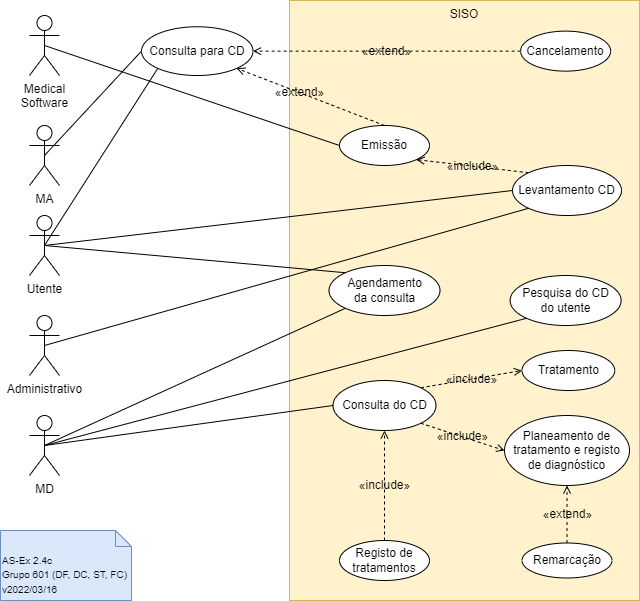 SISO
Consulta para CD
«extend»
Cancelamento
Medical
Software
«extend»
Emissão
«include»
MA
Levantamento CD
Utente
Agendamento
da consulta
Pesquisa do CD
do utente
Administrativo
Tratamento
«include»
Consulta do CD
«include»
Planeamento de
tratamento e registo
de diagnóstico
MD
«include»
«extend»
Registo de
tratamentos
Remarcação
AS-Ex 2.4c
Grupo 601 (DF, DC, ST, FC)
v2022/03/16